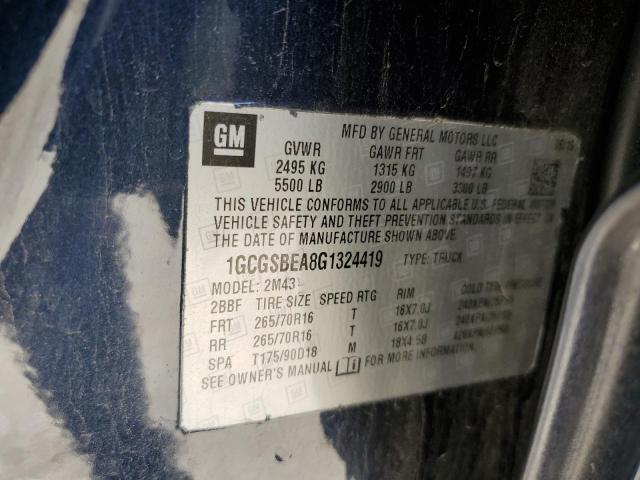 GM
MFD BY GENERAL MOTORS LLC
GVWR GAWR FRT GAWR RR
2495 KG 1315 KG 1497 KG
5500 LB 2900 LB 3300 LB
THIS VEHICLE CONFORMS TO ALL APPLICABLE U.S. FEDERAL MOTOR
VEHICLE SAFETY AND THEFT PREVENTION STANDARDS IN EFFECT ON
THE DATE OF MANUFACTURE SHOWN ABOVE.
1GCGSBEA8G1324419 TYPE: TRUCK
MODEL: 2M43
2BBF TIRE SIZE SPEED RTG RIM COLD TIRE
FRT 265/70R16 T 16X7.0J
RR 265/70R16 T 16X7.0J
SPA T175/90D18 M 18X4.5B
SEE OWNER'S MANUAL FOR MORE INFORMATION